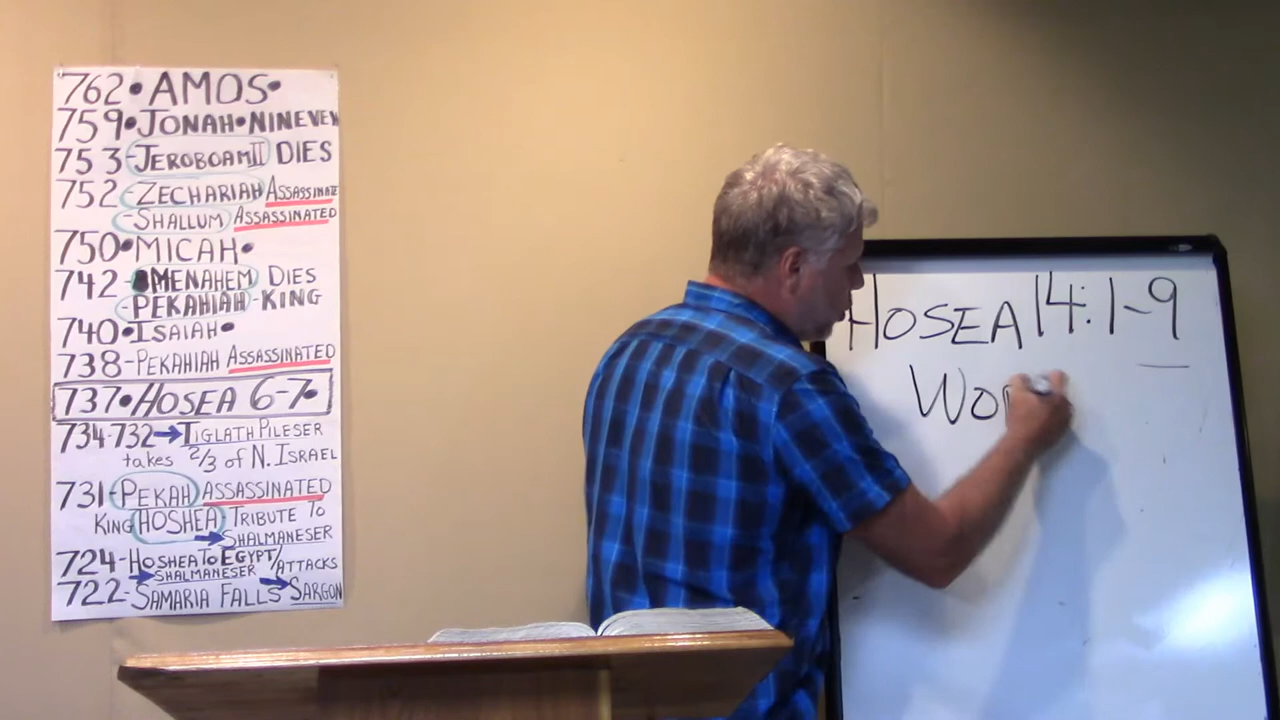 762•AMOS•
759•JONAH•NINEVEH
753-JEROBOAM II DIES
752-ZECHARIAH ASSASSINATE
-SHALLUM ASSASSINATED
750•MICAH•
742-MENAHEM DIES
-PEKAHIAH-KING
740•ISAIAH•
738-PEKAHIAH ASSASSINATED
737•HOSEA 6-7•
734-732→TIGLATH PILESER
takes 2/3 of N. ISRAEL
731-PEKAH ASSASSINATED
KING HOSHEA TRIBUTE TO
→SHALMANESER
724-HOSHEA TO EGYPT/
→SHALMANESER ATTACKS
722-SAMARIA FALLS→SARGON
HOSEA 14:1-9
WO